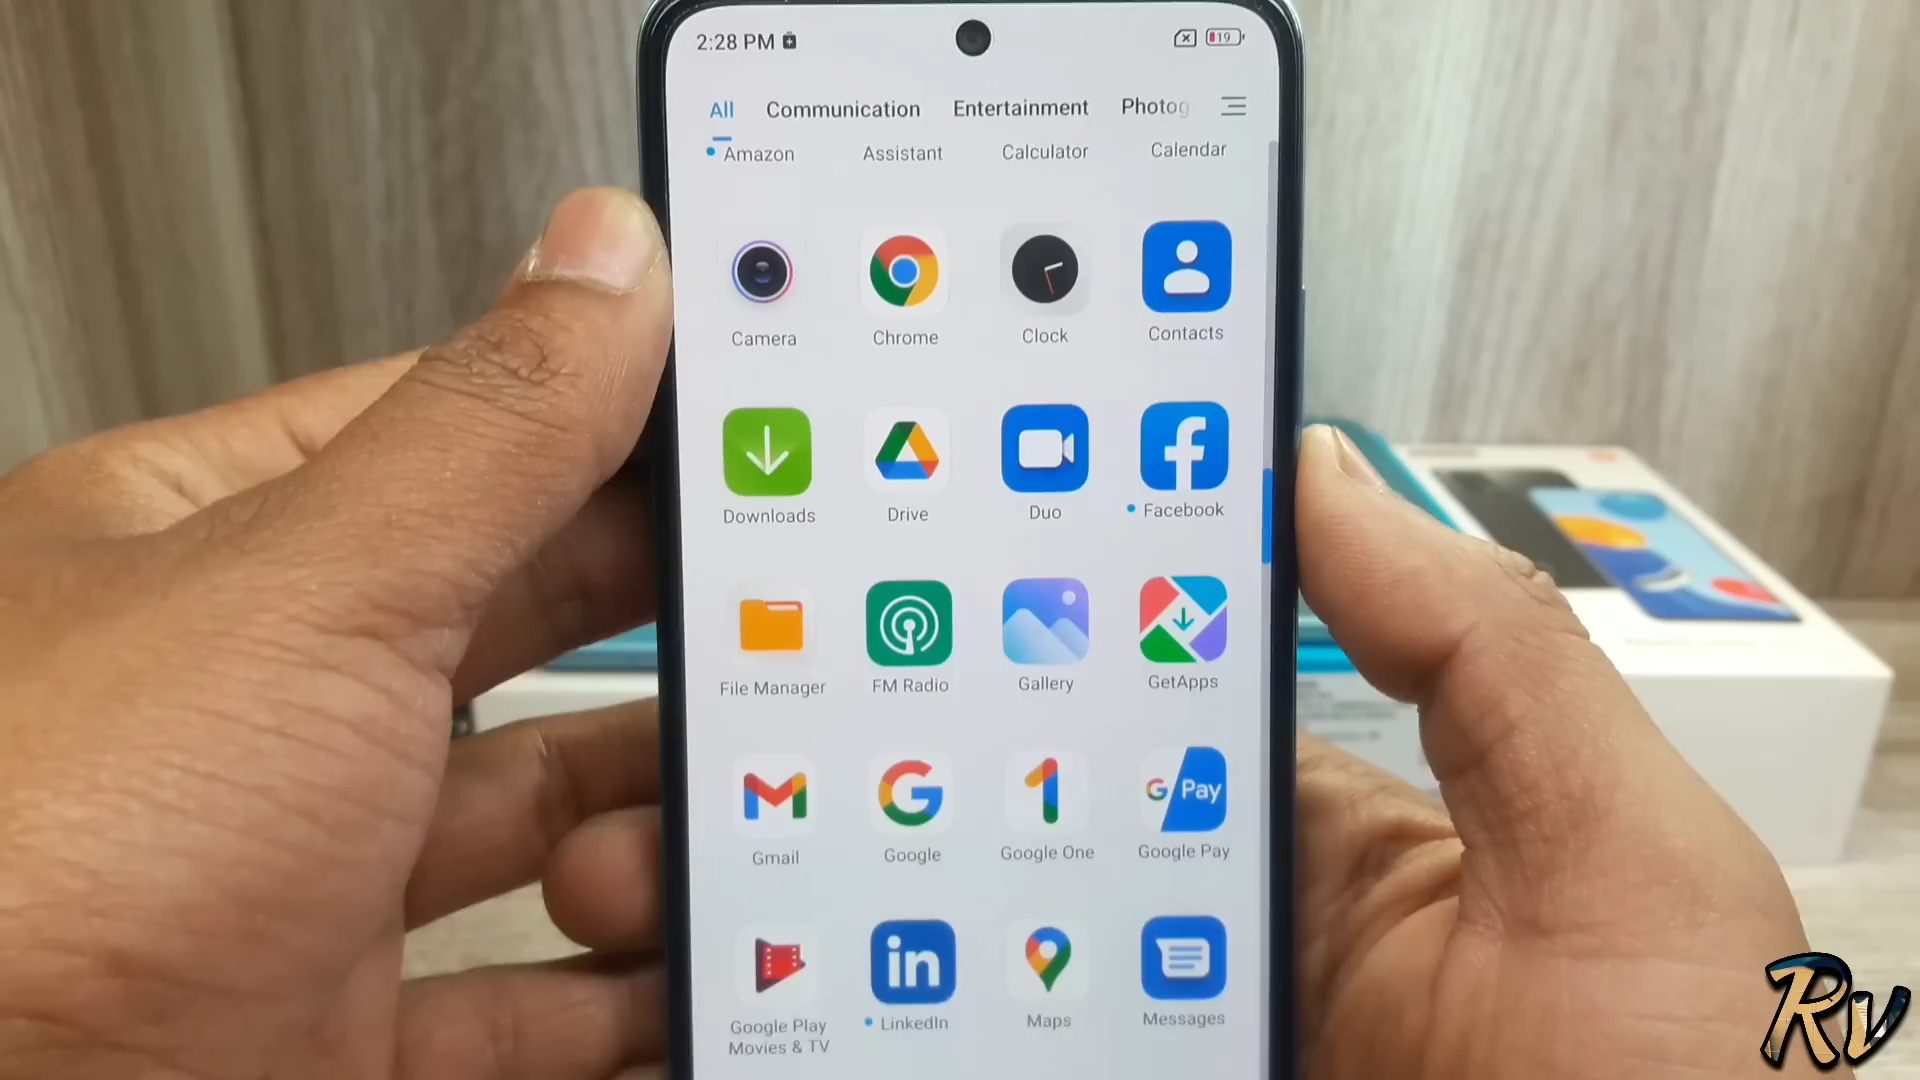 2:28 PM
19
All Communication Entertainment Photog
Amazon Assistant Calculator Calendar
Camera Chrome Clock Contacts
Downloads Drive Duo Facebook
File Manager FM Radio Gallery GetApps
G Pay
Gmail Google Google One Google Pay
in
Google Play
Movies & TV LinkedIn Maps Messages
RV